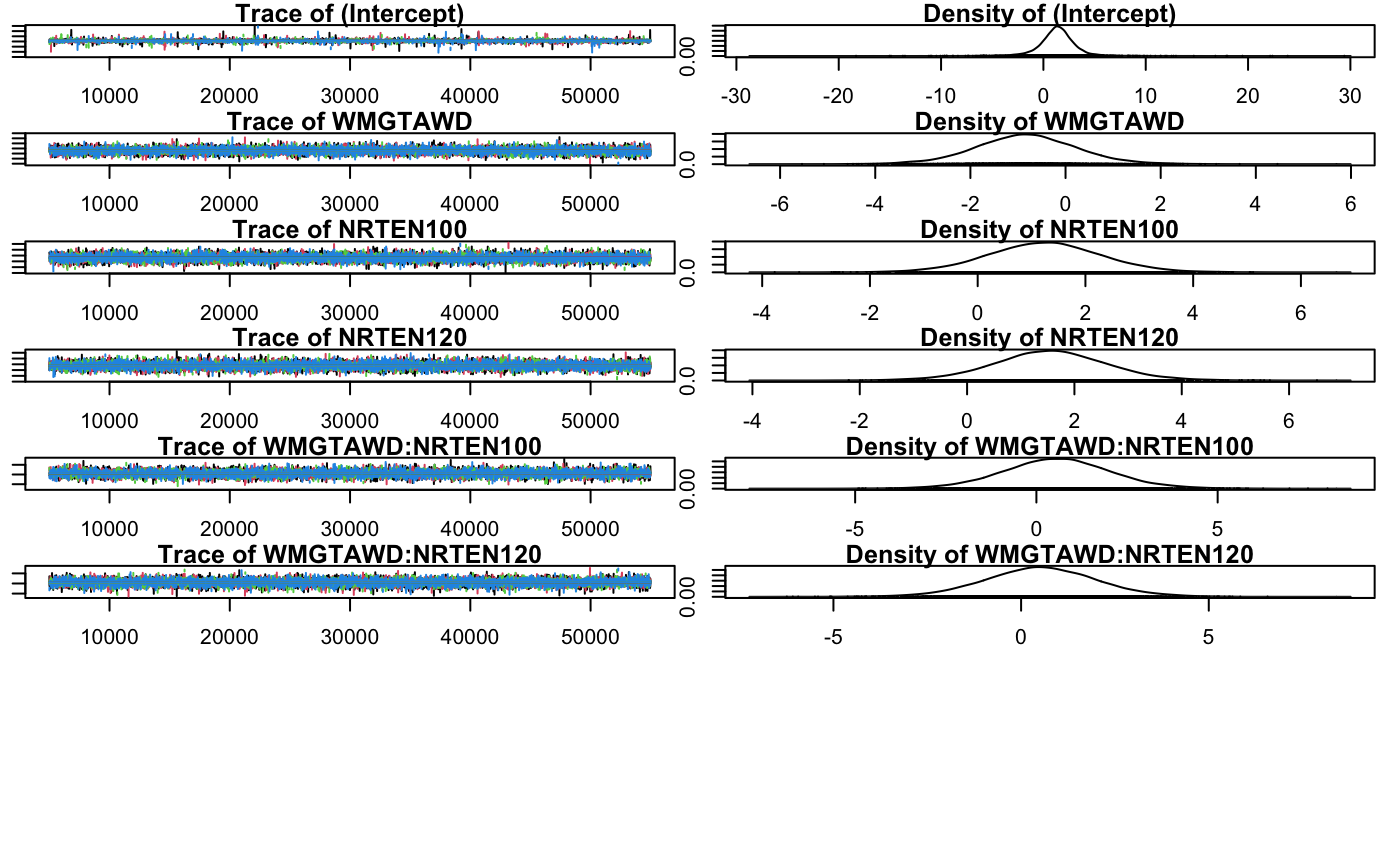 Trace of (Intercept) Density of (Intercept)
0.00
10000 20000 30000 40000 50000 -30 -20 -10 0 10 20 30
Trace of WMGTAWD Density of WMGTAWD
0.0
10000 20000 30000 40000 50000 -6 -4 -2 0 2 4 6
Trace of NRTEN100 Density of NRTEN100
0.0
10000 20000 30000 40000 50000 -4 -2 0 2 4 6
Trace of NRTEN120 Density of NRTEN120
0.0
10000 20000 30000 40000 50000 -4 -2 0 2 4 6
Trace of WMGTAWD:NRTEN100 Density of WMGTAWD:NRTEN100
0.00
10000 20000 30000 40000 50000 -5 0 5
Trace of WMGTAWD:NRTEN120 Density of WMGTAWD:NRTEN120
0.00
10000 20000 30000 40000 50000 -5 0 5